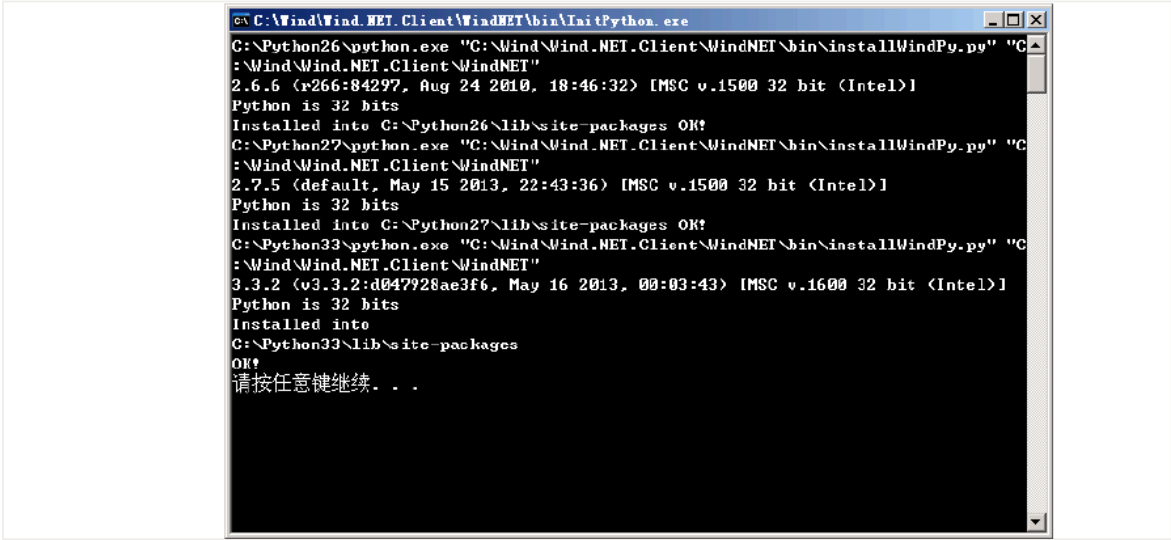 C:\Wind\Wind.NET.Client\WindNET\bin\InitPython.exe
C:\Python26\python.exe "C:\Wind\Wind.NET.Client\WindNET\bin\installWindPy.py" "C
:\Wind\Wind.NET.Client\WindNET"
2.6.6 (r266:84297, Aug 24 2010, 18:46:32) [MSC v.1500 32 bit (Intel)]
Python is 32 bits
Installed into C:\Python26\lib\site-packages OK!
C:\Python27\python.exe "C:\Wind\Wind.NET.Client\WindNET\bin\installWindPy.py" "C
:\Wind\Wind.NET.Client\WindNET"
2.7.5 (default, May 15 2013, 22:43:36) [MSC v.1500 32 bit (Intel)]
Python is 32 bits
Installed into C:\Python27\lib\site-packages OK!
C:\Python33\python.exe "C:\Wind\Wind.NET.Client\WindNET\bin\installWindPy.py" "C
:\Wind\Wind.NET.Client\WindNET"
3.3.2 (v3.3.2:d047928ae3f6, May 16 2013, 00:03:43) [MSC v.1600 32 bit (Intel)]
Python is 32 bits
Installed into
C:\Python33\lib\site-packages
OK!
请按任意键继续. . .